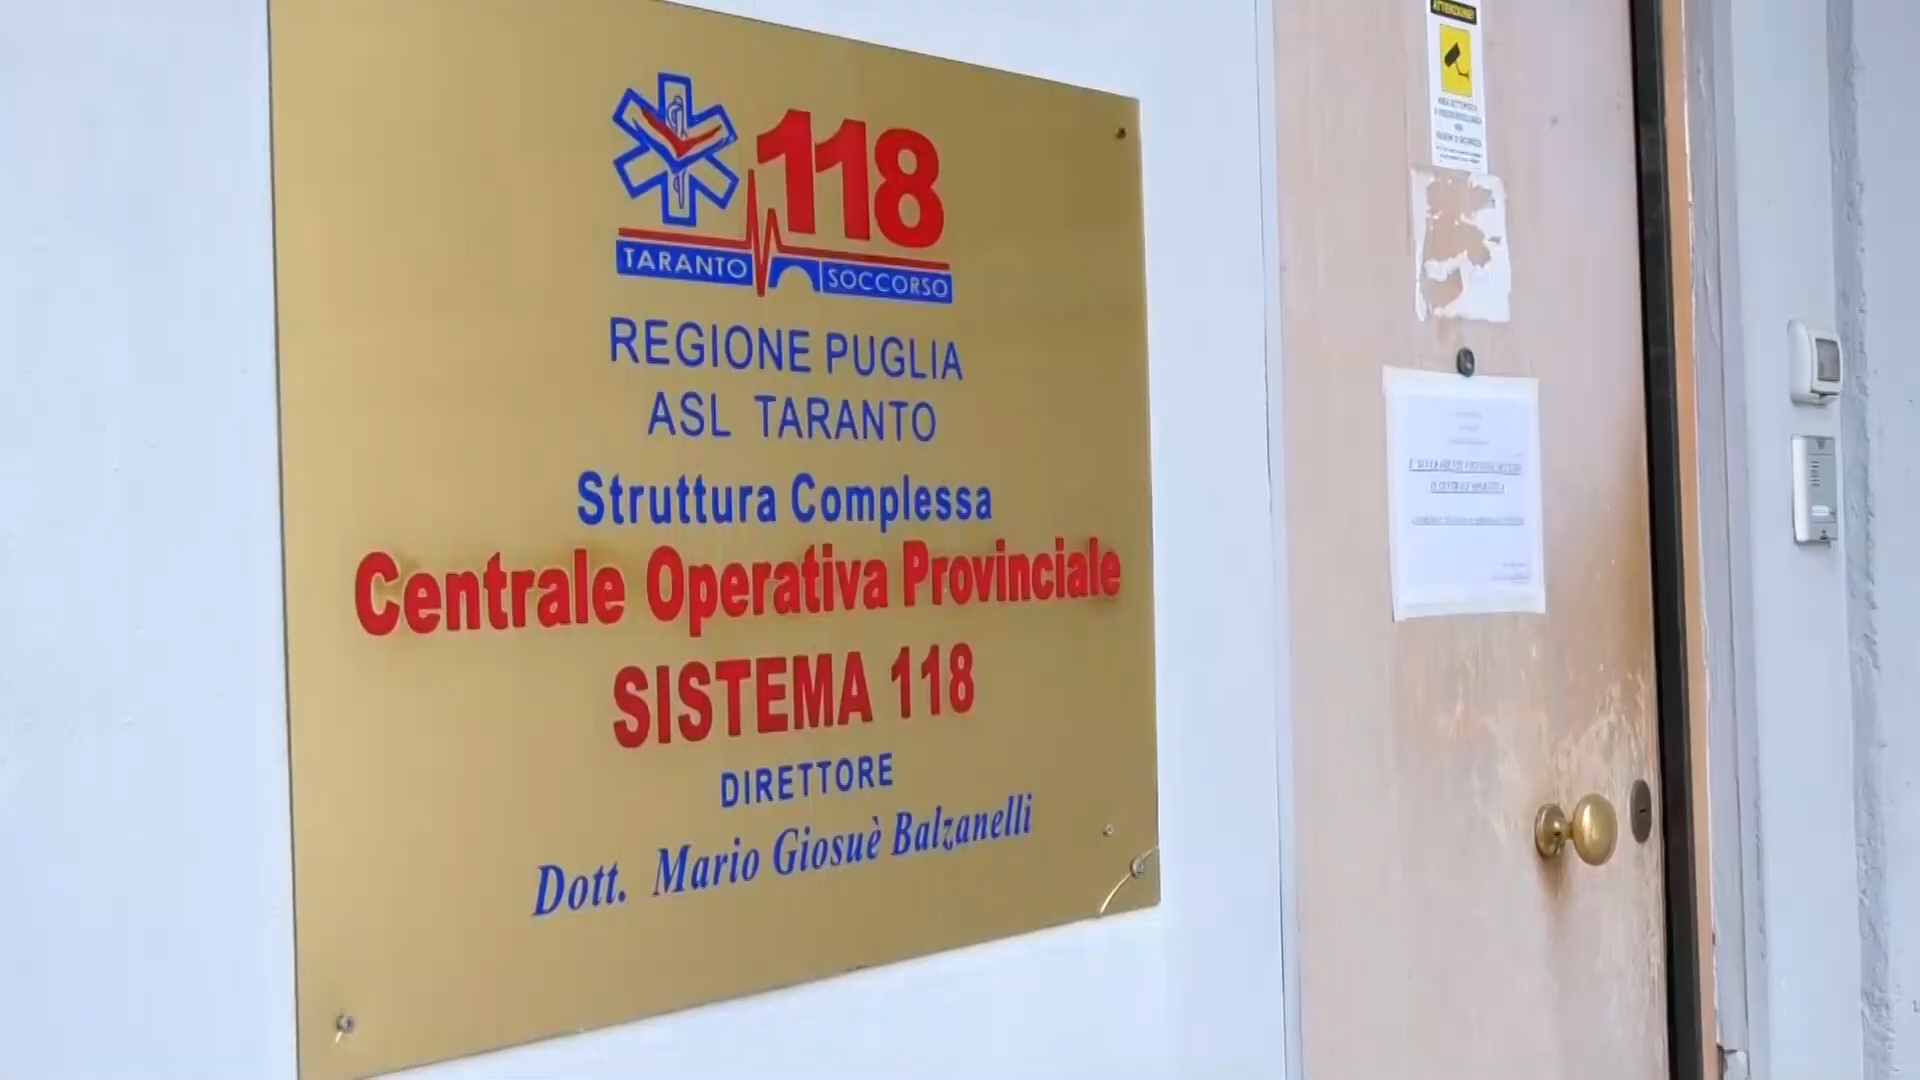 118
TARANTO SOCCORSO
REGIONE PUGLIA
ASL TARANTO
Struttura Complessa
Centrale Operativa Provinciale
SISTEMA 118
DIRETTORE
Dott. Mario Giosuè Balzanelli
ATTENZIONE!